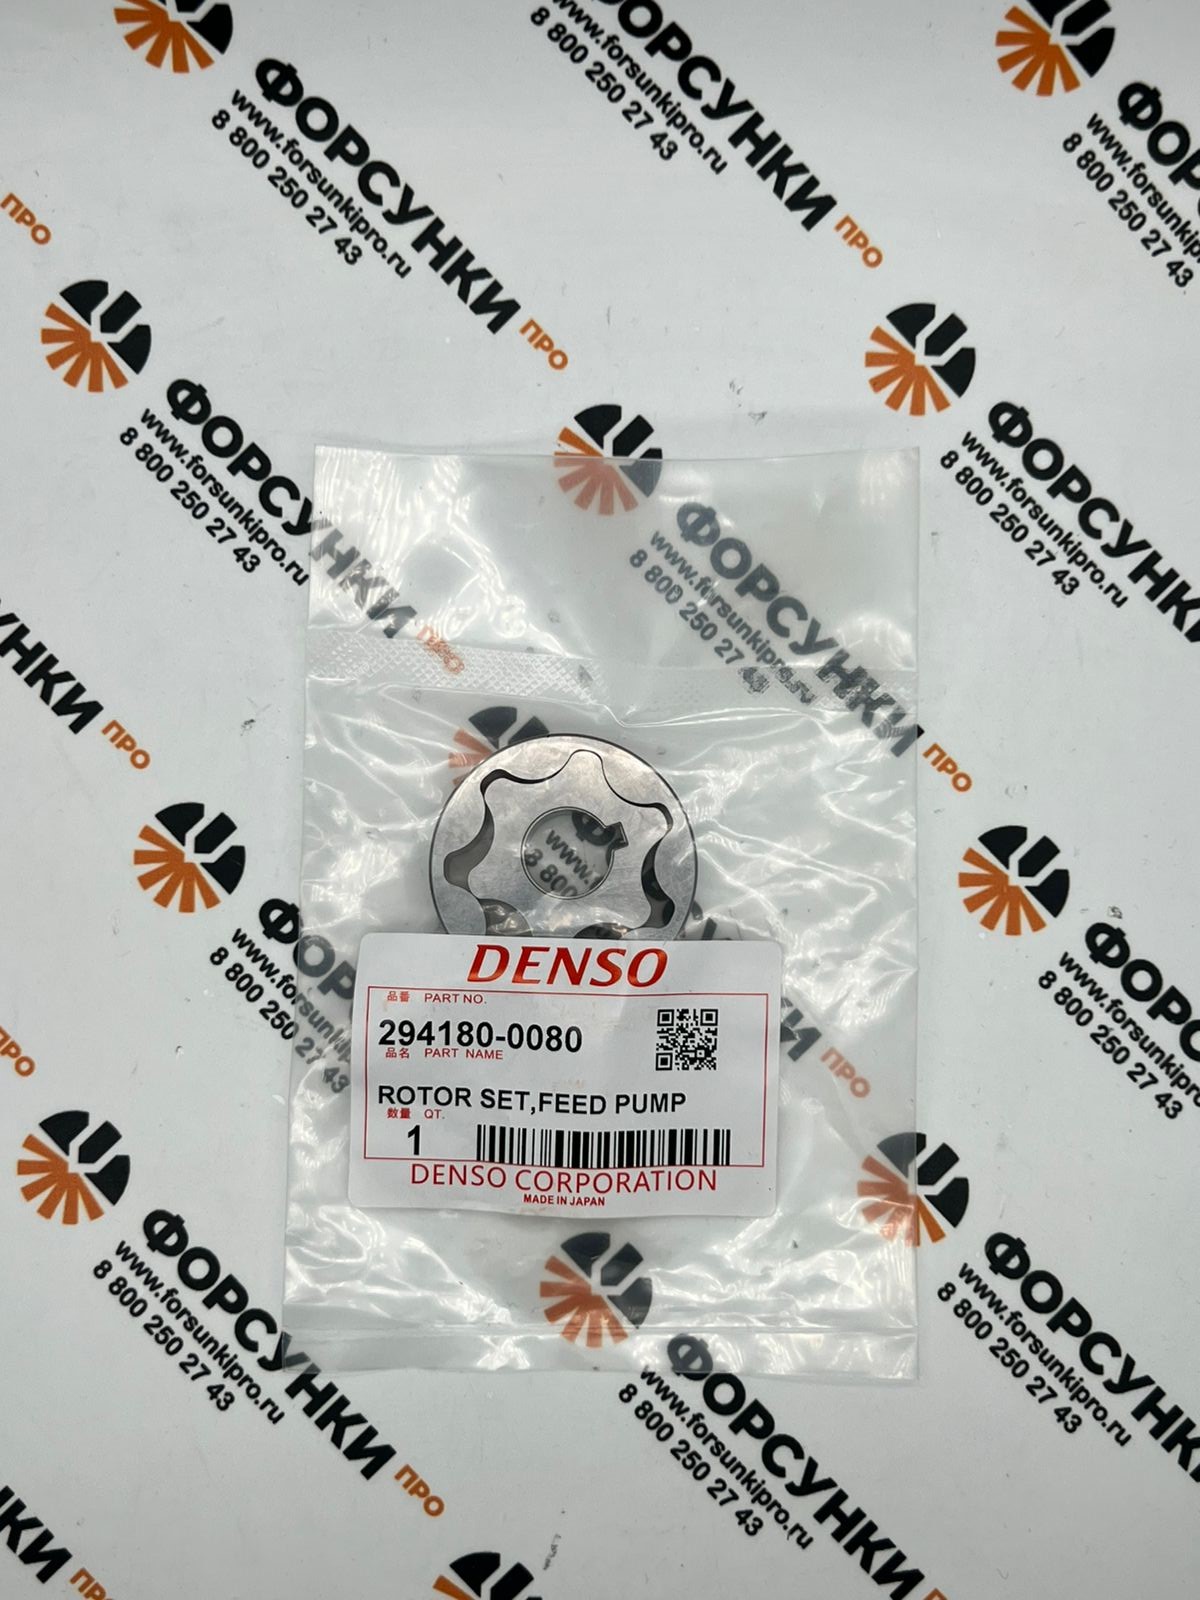 ФОРСУНКИ ПРО
www.forsunkipro.ru
8 800 250 27 43
DENSO
品番 PART NO.
294180-0080
品名 PART NAME
ROTOR SET,FEED PUMP
数量 QT.
1
DENSO CORPORATION
MADE IN JAPAN